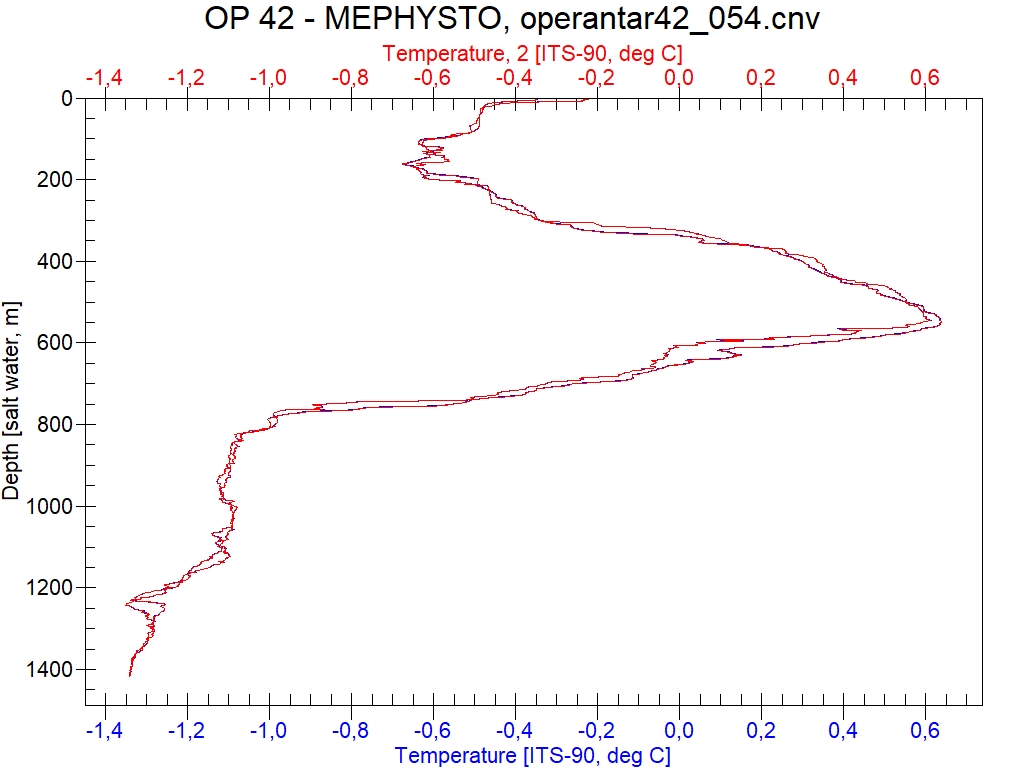 OP 42 - MEPHYSTO, operantar42_054.cnv
Temperature, 2 [ITS-90, deg C]
-1,4 -1,2 -1,0 -0,8 -0,6 -0,4 -0,2 0,0 0,2 0,4 0,6
0
200
400
600
800
1000
1200
1400
Depth [salt water, m]
-1,4 -1,2 -1,0 -0,8 -0,6 -0,4 -0,2 0,0 0,2 0,4 0,6
Temperature [ITS-90, deg C]